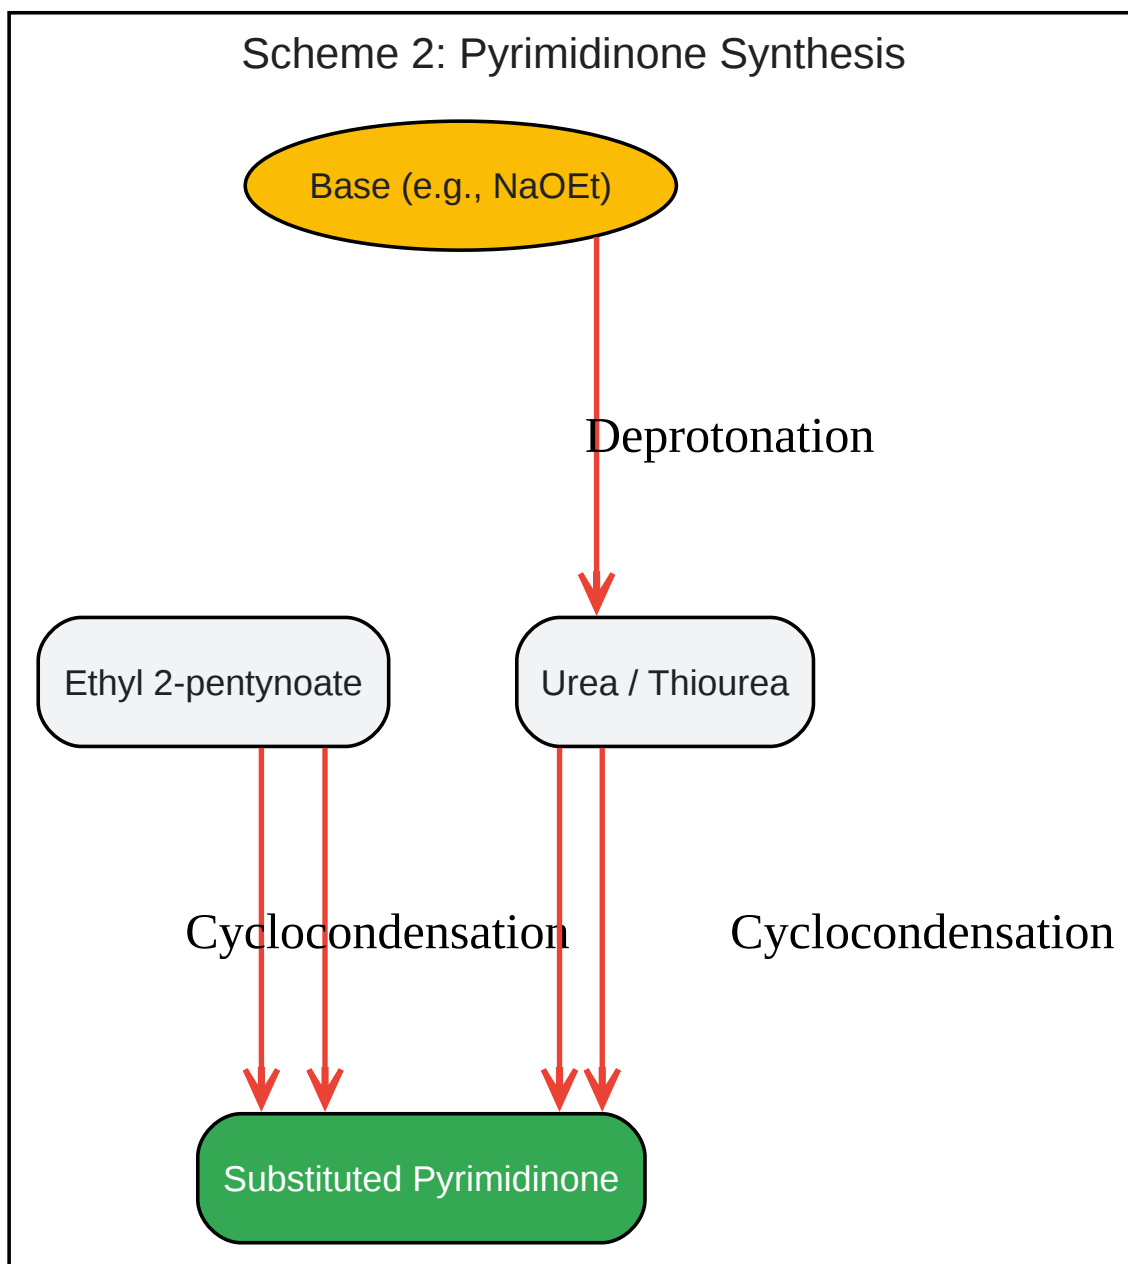 Scheme 2: Pyrimidinone Synthesis
Base (e.g., NaOEt)
Deprotonation
Ethyl 2-pentynoate
Urea / Thiourea
Cyclocondensation
Cyclocondensation
Substituted Pyrimidinone